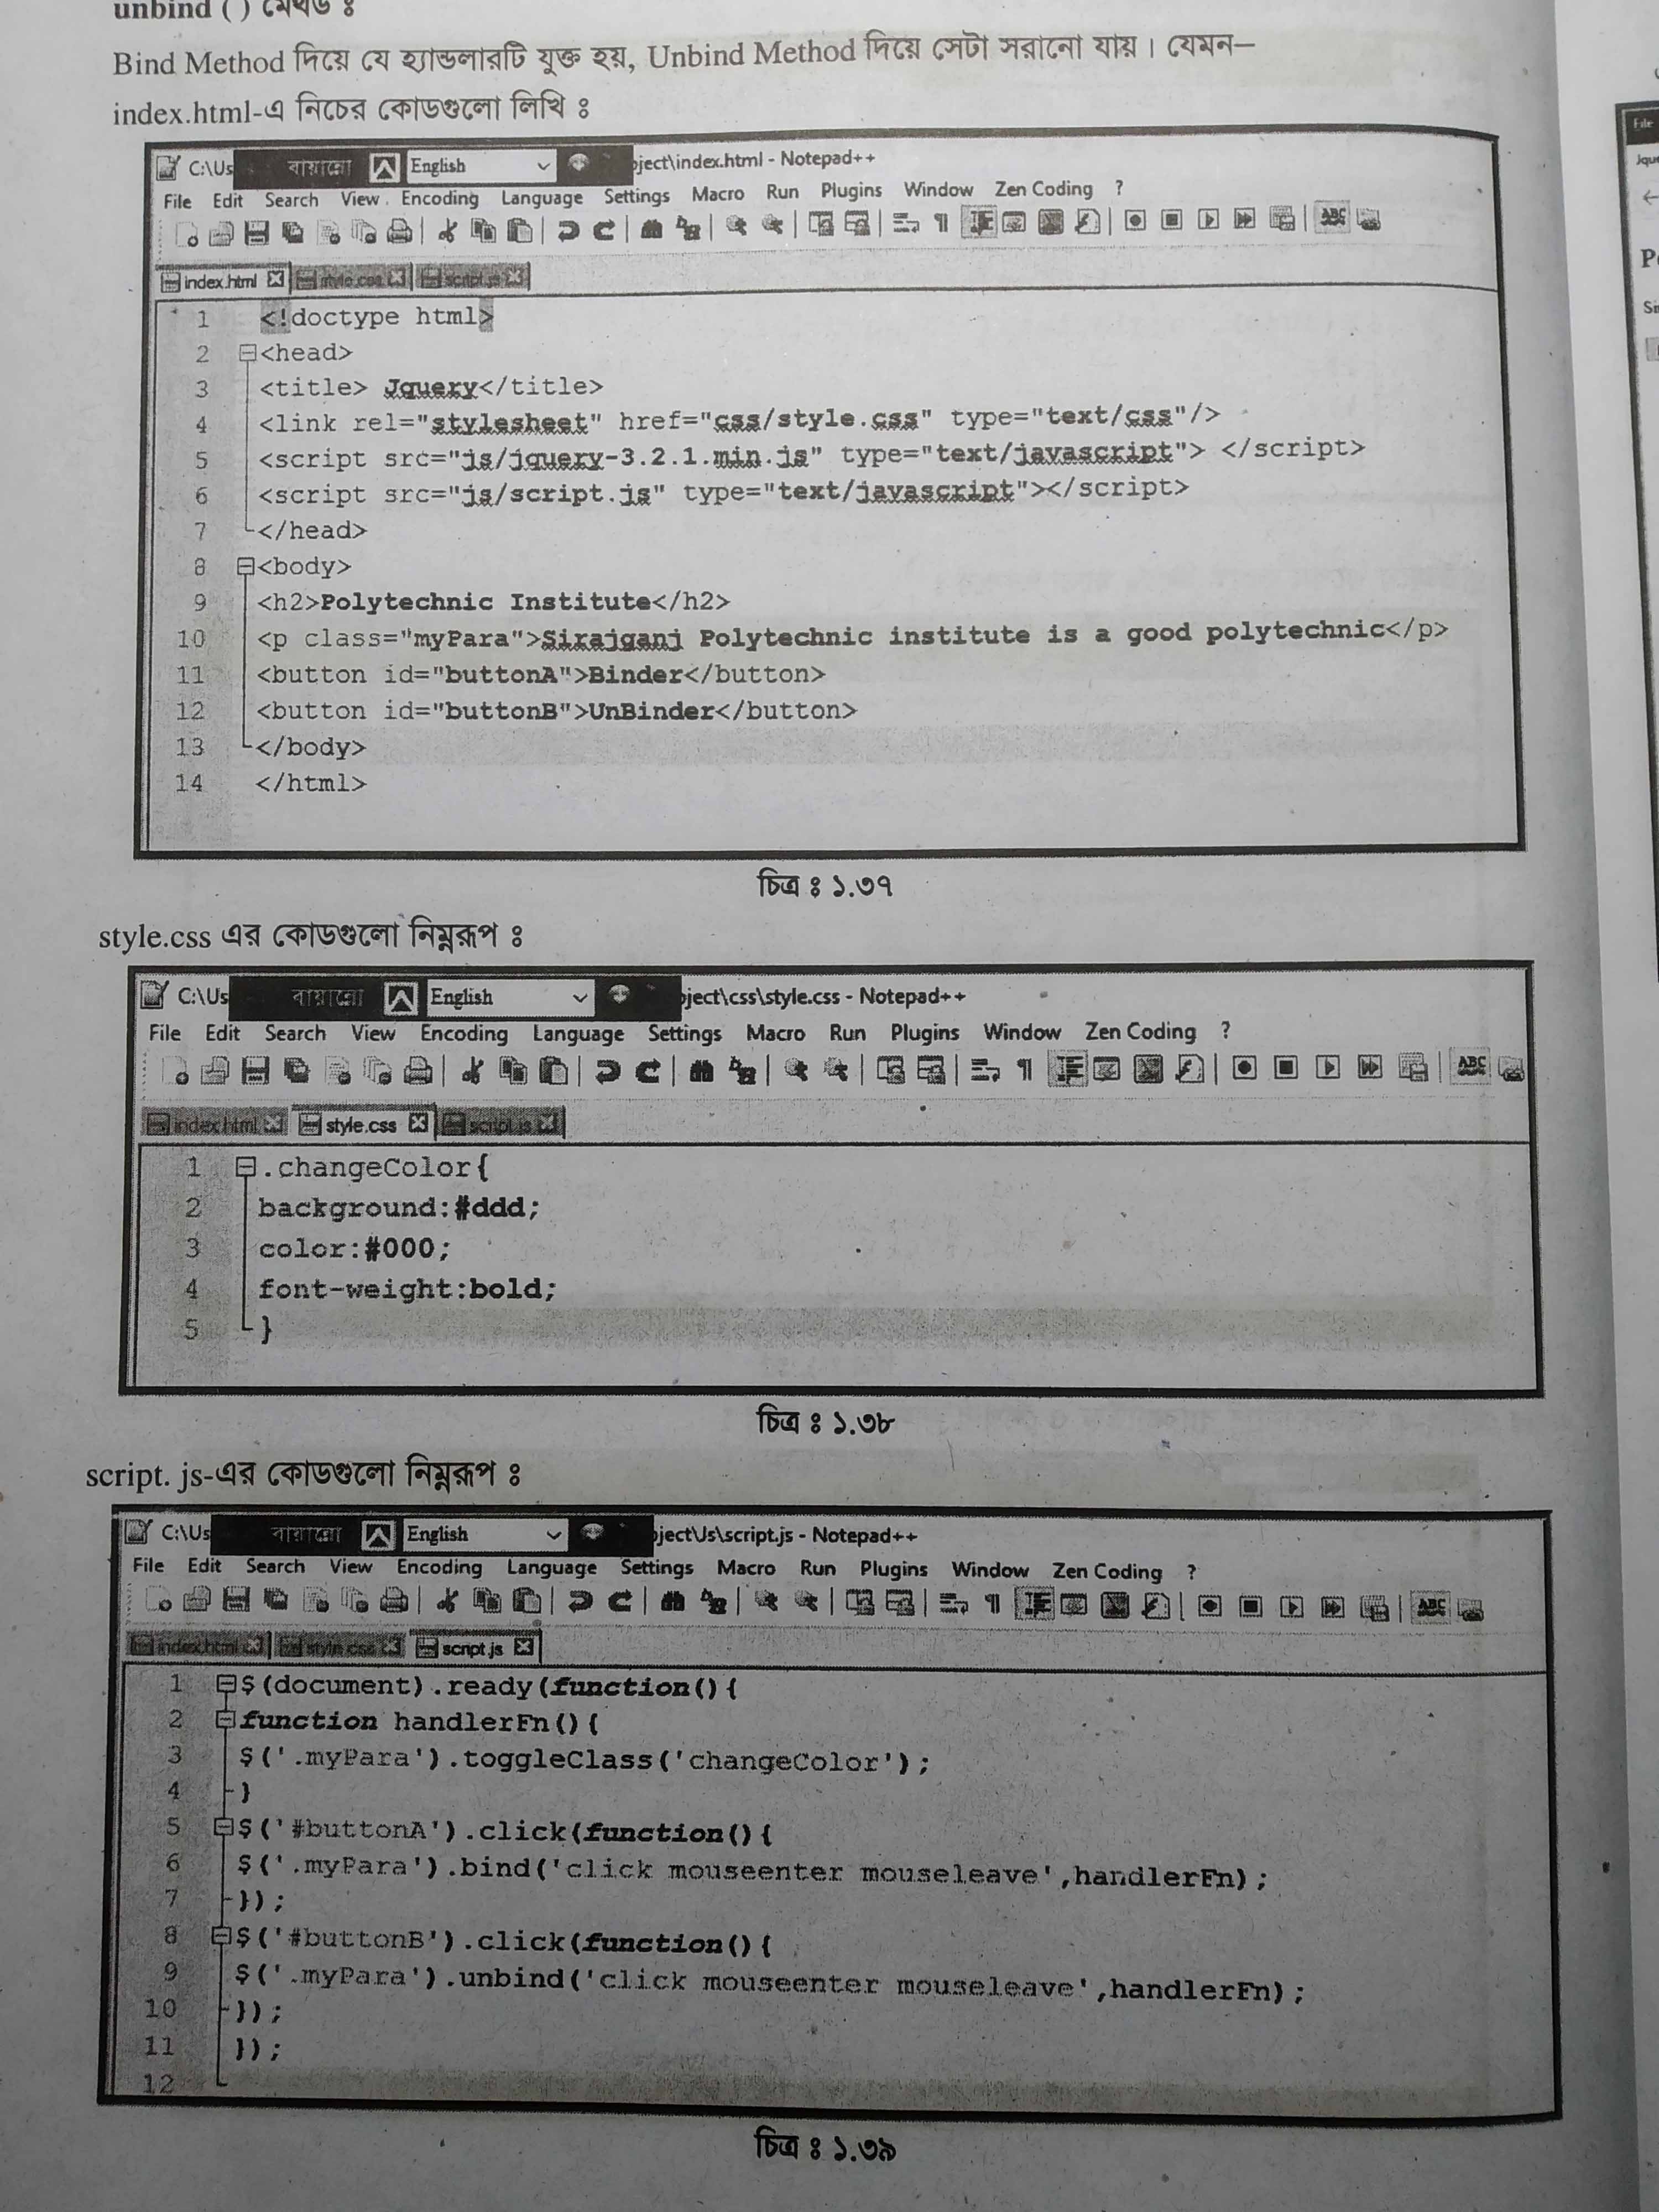 unbind ( ) মেথড ঃ
Bind Method দিয়ে যে হ্যান্ডলারটি যুক্ত হয়, Unbind Method দিয়ে সেটা সরানো যায়। যেমন—
index.html-এ নিচের কোডগুলো লিখি ঃ
C:\Us বায়ান্নো English oject\index.html - Notepad++
File Edit Search View Encoding Language Settings Macro Run Plugins Window Zen Coding ?
ABC
index.html style.css script.js
1 <!doctype html>
2 <head>
3 <title> Jquery</title>
4 <link rel="stylesheet" href="css/style.css" type="text/css"/>
5 <script src="js/jquery-3.2.1.min.js" type="text/javascript"> </script>
6 <script src="js/script.js" type="text/javascript"></script>
7 </head>
8 <body>
9 <h2>Polytechnic Institute</h2>
10 <p class="myPara">Sirajganj Polytechnic institute is a good polytechnic</p>
11 <button id="buttonA">Binder</button>
12 <button id="buttonB">UnBinder</button>
13 </body>
14 </html>
চিত্র ঃ ১.৩৭
style.css এর কোডগুলো নিম্নরূপ ঃ
C:\Us বায়ান্নো English oject\css\style.css - Notepad++
File Edit Search View Encoding Language Settings Macro Run Plugins Window Zen Coding ?
ABC
index.html style.css script.js
1 .changeColor{
2 background:#ddd;
3 color:#000;
4 font-weight:bold;
5 }
চিত্র ঃ ১.৩৮
script. js-এর কোডগুলো নিম্নরূপ ঃ
C:\Us বায়ান্নো English oject\Js\script.js - Notepad++
File Edit Search View Encoding Language Settings Macro Run Plugins Window Zen Coding ?
ABC
index.html style.css script.js
1 $(document).ready(function(){
2 function handlerFn(){
3 $('.myPara').toggleClass('changeColor');
4 }
5 $('#buttonA').click(function(){
6 $('.myPara').bind('click mouseenter mouseleave',handlerFn);
7 });
8 $('#buttonB').click(function(){
9 $('.myPara').unbind('click mouseenter mouseleave',handlerFn);
10 });
11 });
12
চিত্র ঃ ১.৩৯
File